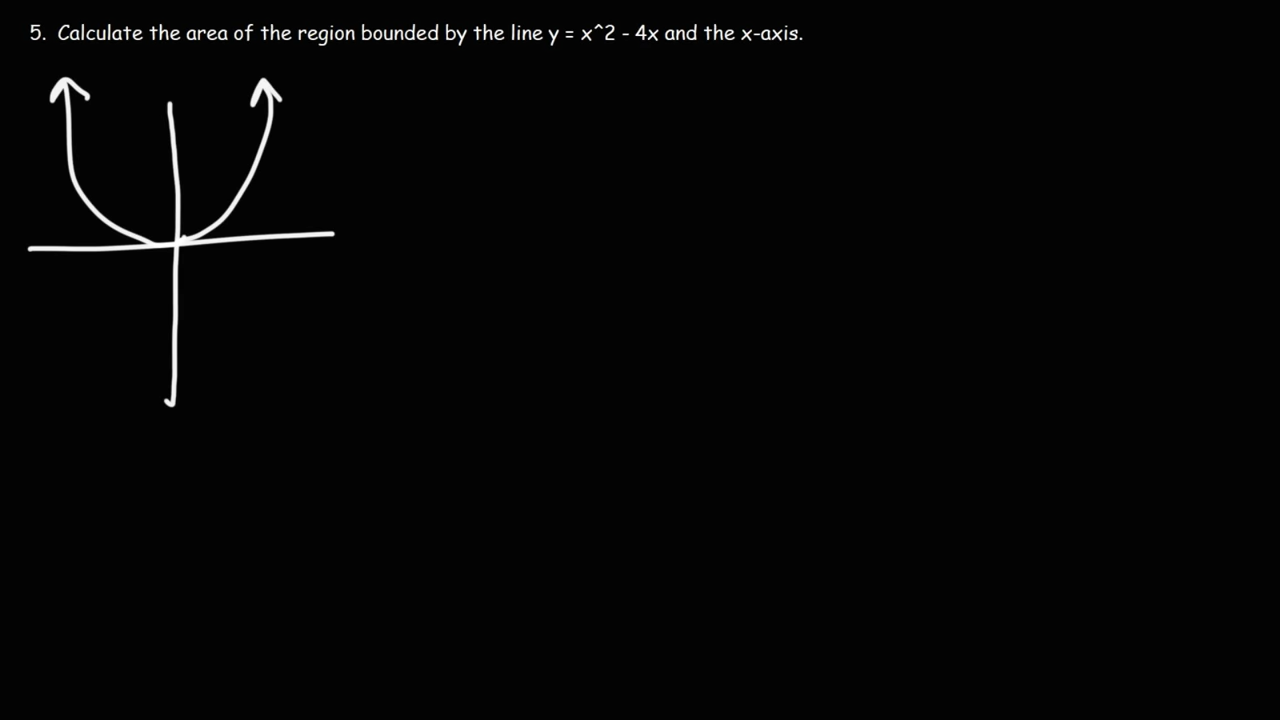 5. Calculate the area of the region bounded by the line y = x^2 - 4x and the x-axis.